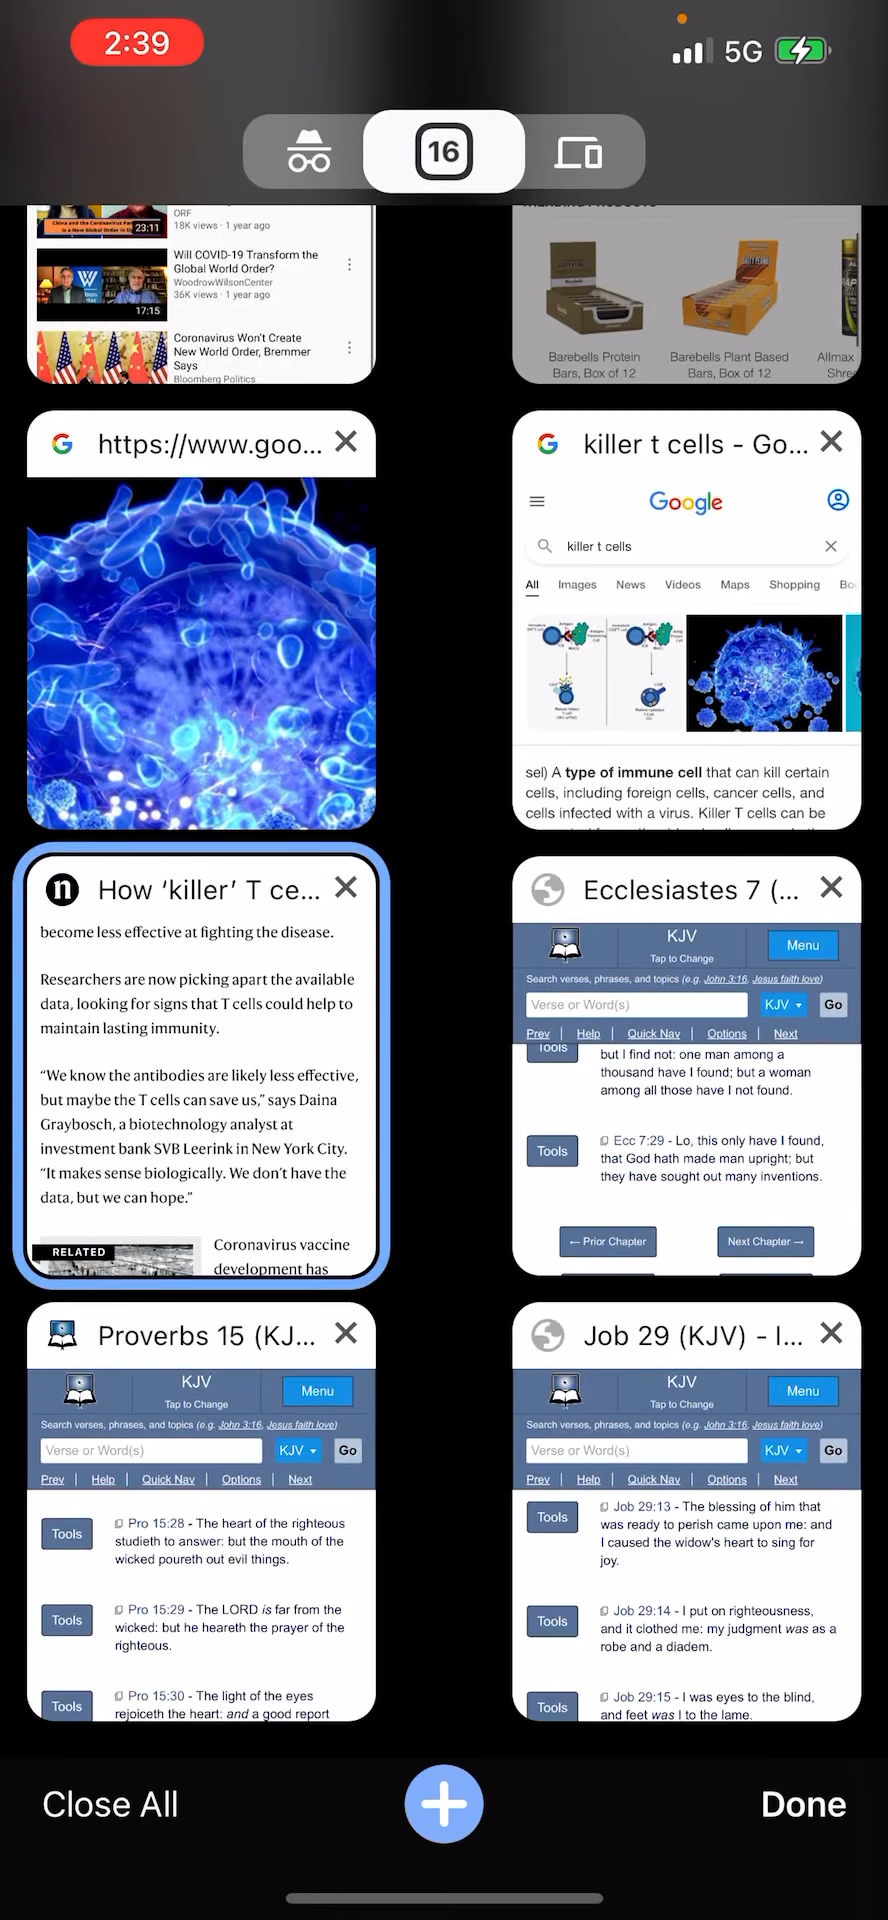 2:39
5G
16
ORF
18K views · 1 year ago
China and the Coronavirus
is a New Global Order in
23:11
Will COVID-19 Transform the
Global World Order?
WoodrowWilsonCenter
36K views · 1 year ago
17:15
Coronavirus Won't Create
New World Order, Bremmer
Says
Bloomberg Politics
TRENDING PRODUCTS
Barebells Protein
Bars, Box of 12
Barebells Plant Based
Bars, Box of 12
Allmax
Shre
https://www.goo...
killer t cells - Go...
Google
killer t cells
All Images News Videos Maps Shopping Bo
sel) A type of immune cell that can kill certain
cells, including foreign cells, cancer cells, and
cells infected with a virus. Killer T cells can be
How ‘killer’ T ce...
become less effective at fighting the disease.
Researchers are now picking apart the available
data, looking for signs that T cells could help to
maintain lasting immunity.
“We know the antibodies are likely less effective,
but maybe the T cells can save us,” says Daina
Graybosch, a biotechnology analyst at
investment bank SVB Leerink in New York City.
“It makes sense biologically. We don’t have the
data, but we can hope.”
RELATED
Coronavirus vaccine
development has
Ecclesiastes 7 (...
KJV
Tap to Change
Menu
Search verses, phrases, and topics (e.g. John 3:16, Jesus faith love)
Verse or Word(s)
KJV
Go
Prev | Help | Quick Nav | Options | Next
Tools
but I find not: one man among a
thousand have I found; but a woman
among all those have I not found.
Tools
Ecc 7:29 - Lo, this only have I found,
that God hath made man upright; but
they have sought out many inventions.
← Prior Chapter
Next Chapter →
Proverbs 15 (KJ...
KJV
Tap to Change
Menu
Search verses, phrases, and topics (e.g. John 3:16, Jesus faith love)
Verse or Word(s)
KJV
Go
Prev | Help | Quick Nav | Options | Next
Tools
Pro 15:28 - The heart of the righteous
studieth to answer: but the mouth of the
wicked poureth out evil things.
Tools
Pro 15:29 - The LORD is far from the
wicked: but he heareth the prayer of the
righteous.
Tools
Pro 15:30 - The light of the eyes
rejoiceth the heart: and a good report
Job 29 (KJV) - I...
KJV
Tap to Change
Menu
Search verses, phrases, and topics (e.g. John 3:16, Jesus faith love)
Verse or Word(s)
KJV
Go
Prev | Help | Quick Nav | Options | Next
Tools
Job 29:13 - The blessing of him that
was ready to perish came upon me: and
I caused the widow's heart to sing for
joy.
Tools
Job 29:14 - I put on righteousness,
and it clothed me: my judgment was as a
robe and a diadem.
Tools
Job 29:15 - I was eyes to the blind,
and feet was I to the lame.
Close All
Done